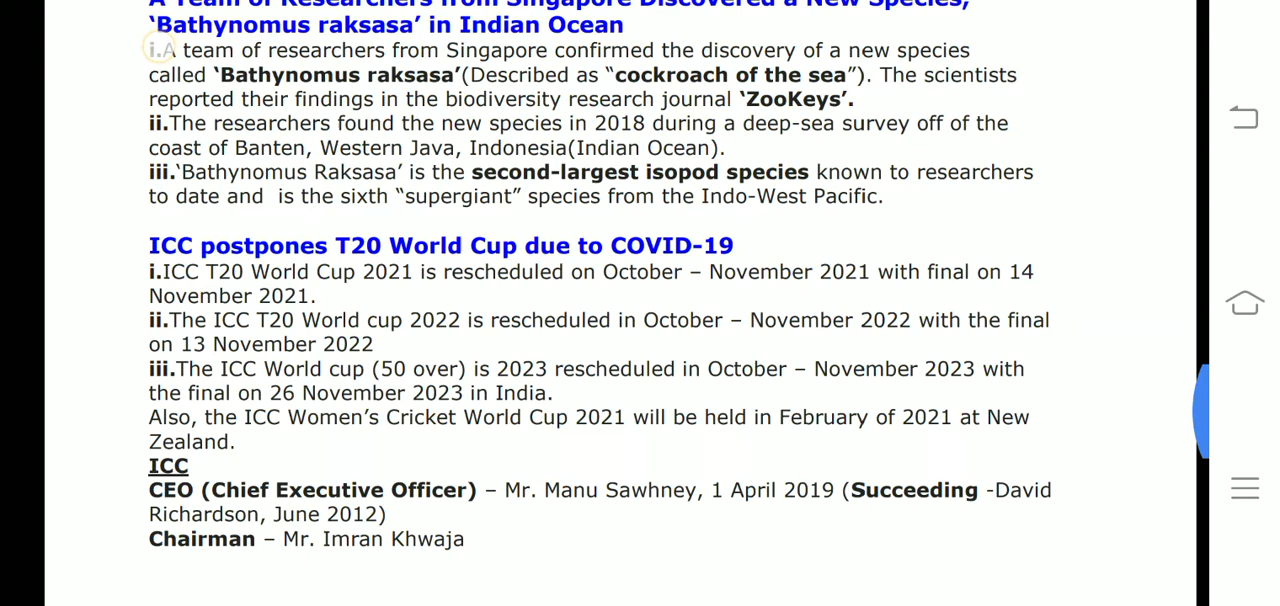 A Team of Researchers from Singapore Discovered a New Species,
‘Bathynomus raksasa’ in Indian Ocean
i.A team of researchers from Singapore confirmed the discovery of a new species
called ‘Bathynomus raksasa’(Described as “cockroach of the sea”). The scientists
reported their findings in the biodiversity research journal ‘ZooKeys’.
ii.The researchers found the new species in 2018 during a deep-sea survey off of the
coast of Banten, Western Java, Indonesia(Indian Ocean).
iii.‘Bathynomus Raksasa’ is the second-largest isopod species known to researchers
to date and  is the sixth “supergiant” species from the Indo-West Pacific.
ICC postpones T20 World Cup due to COVID-19
i.ICC T20 World Cup 2021 is rescheduled on October – November 2021 with final on 14
November 2021.
ii.The ICC T20 World cup 2022 is rescheduled in October – November 2022 with the final
on 13 November 2022
iii.The ICC World cup (50 over) is 2023 rescheduled in October – November 2023 with
the final on 26 November 2023 in India.
Also, the ICC Women’s Cricket World Cup 2021 will be held in February of 2021 at New
Zealand.
ICC
CEO (Chief Executive Officer) – Mr. Manu Sawhney, 1 April 2019 (Succeeding -David
Richardson, June 2012)
Chairman – Mr. Imran Khwaja